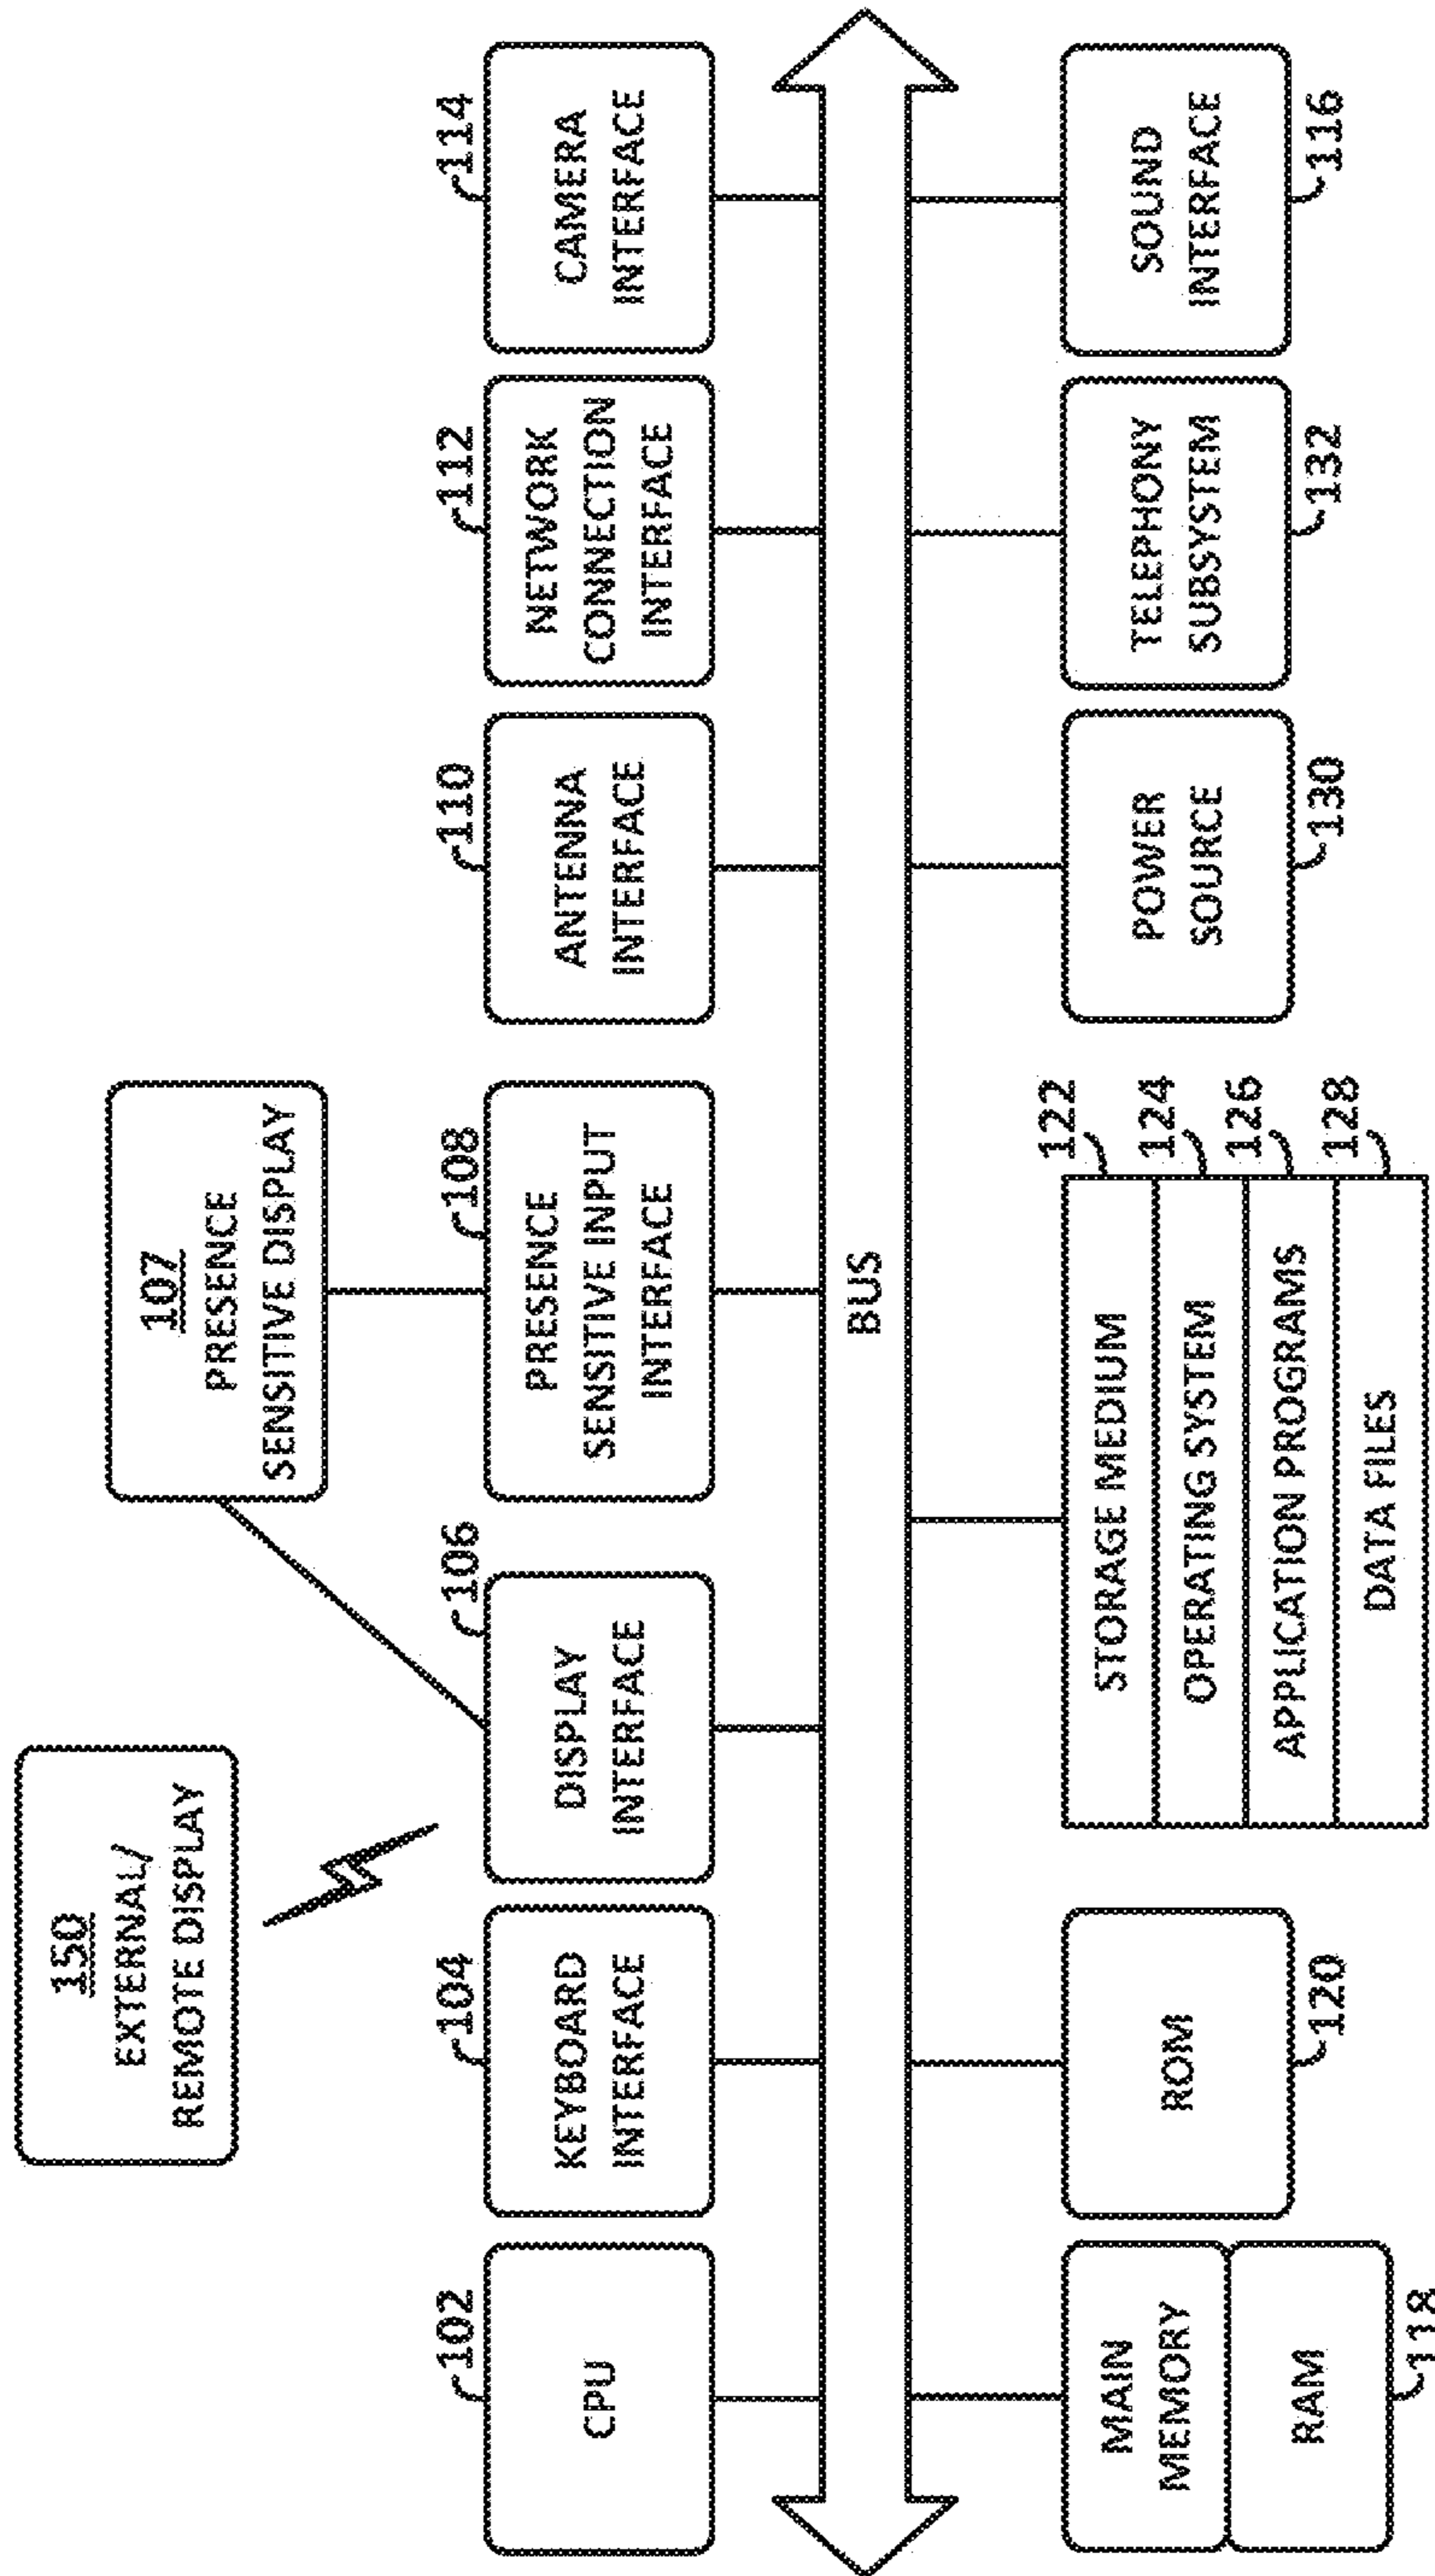 150
EXTERNAL/
REMOTE DISPLAY
107
PRESENCE
SENSITIVE DISPLAY
102
CPU
104
KEYBOARD
INTERFACE
106
DISPLAY
INTERFACE
108
PRESENCE
SENSITIVE INPUT
INTERFACE
110
ANTENNA
INTERFACE
112
NETWORK
CONNECTION
INTERFACE
114
CAMERA
INTERFACE
BUS
MAIN
MEMORY
RAM
118
ROM
120
STORAGE MEDIUM
122
OPERATING SYSTEM
124
APPLICATION PROGRAMS
126
DATA FILES
128
POWER
SOURCE
130
TELEPHONY
SUBSYSTEM
132
SOUND
INTERFACE
116